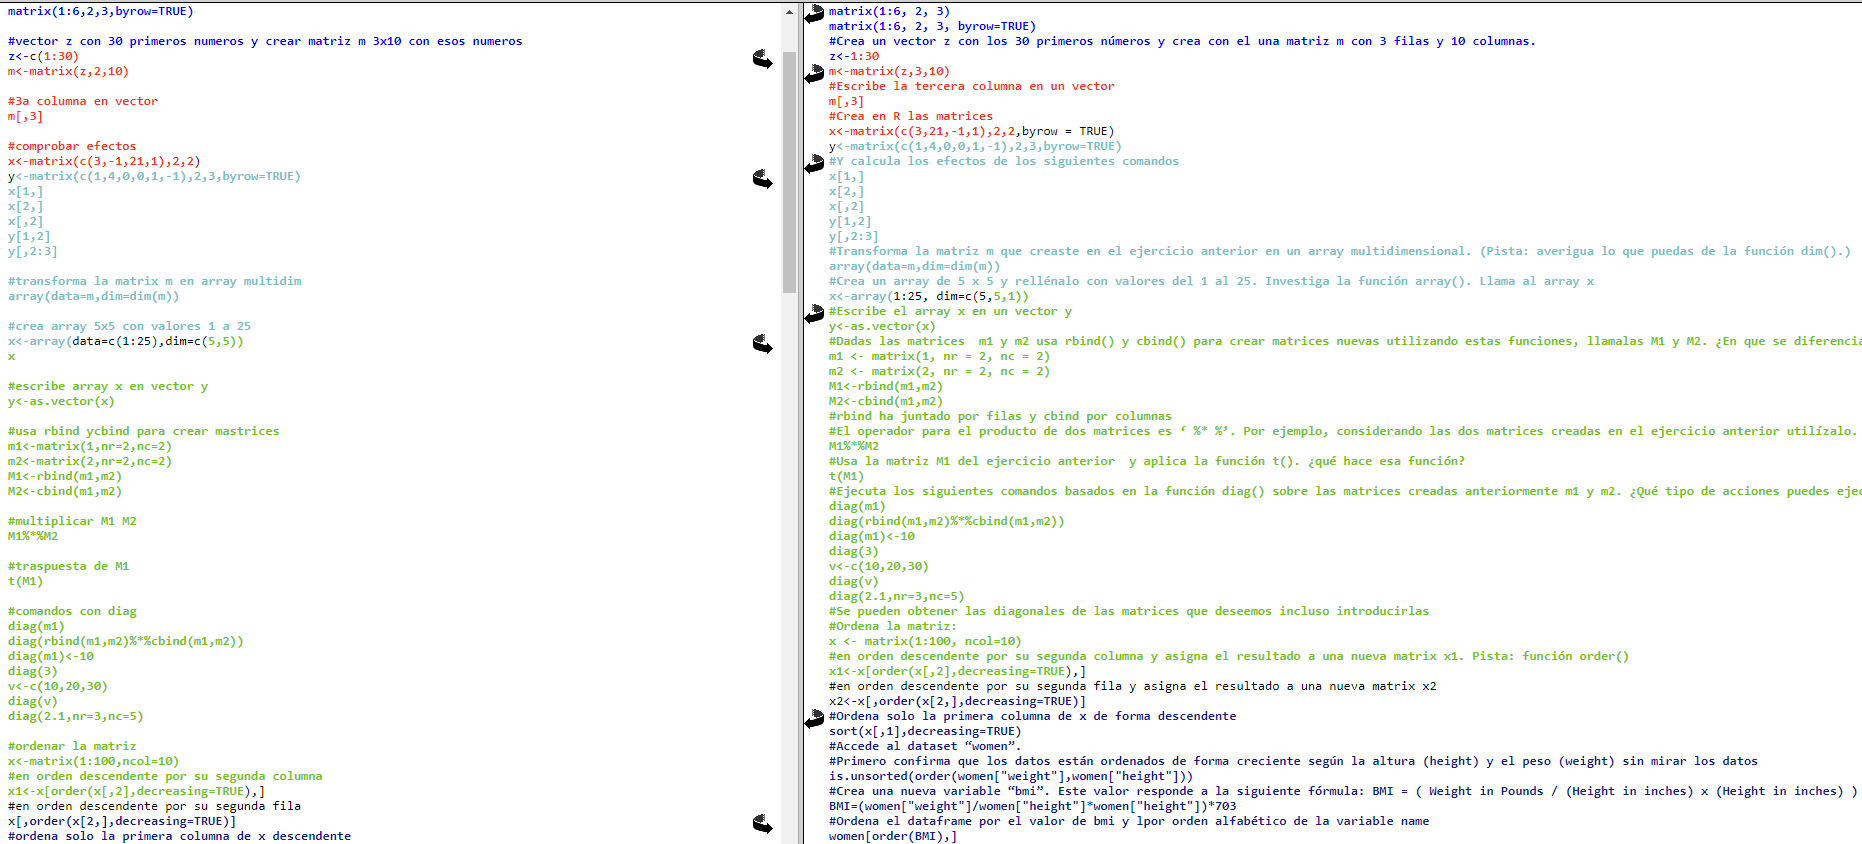 matrix(1:6,2,3,byrow=TRUE)
#vector z con 30 primeros numeros y crear matriz m 3x10 con esos numeros
z<-c(1:30)
m<-matrix(z,2,10)
#3a columna en vector
m[,3]
#comprobar efectos
x<-matrix(c(3,-1,21,1),2,2)
y<-matrix(c(1,4,0,0,1,-1),2,3,byrow=TRUE)
x[1,]
x[2,]
x[,2]
y[1,2]
y[,2:3]
#transforma la matrix m en array multidim
array(data=m,dim=dim(m))
#crea array 5x5 con valores 1 a 25
x<-array(data=c(1:25),dim=c(5,5))
x
#escribe array x en vector y
y<-as.vector(x)
#usa rbind ycbind para crear mastrices
m1<-matrix(1,nr=2,nc=2)
m2<-matrix(2,nr=2,nc=2)
M1<-rbind(m1,m2)
M2<-cbind(m1,m2)
#multiplicar M1 M2
M1%*%M2
#traspuesta de M1
t(M1)
#comandos con diag
diag(m1)
diag(rbind(m1,m2)%*%cbind(m1,m2))
diag(m1)<-10
diag(3)
v<-c(10,20,30)
diag(v)
diag(2.1,nr=3,nc=5)
#ordenar la matriz
x<-matrix(1:100,ncol=10)
#en orden descendente por su segunda columna
x1<-x[order(x[,2],decreasing=TRUE),]
#en orden descendente por su segunda fila
x[,order(x[2,],decreasing=TRUE)]
#ordena solo la primera columna de x descendente
matrix(1:6, 2, 3)
matrix(1:6, 2, 3, byrow=TRUE)
#Crea un vector z con los 30 primeros números y crea con el una matriz m con 3 filas y 10 columnas.
z<-1:30
m<-matrix(z,3,10)
#Escribe la tercera columna en un vector
m[,3]
#Crea en R las matrices
x<-matrix(c(3,21,-1,1),2,2,byrow = TRUE)
y<-matrix(c(1,4,0,0,1,-1),2,3,byrow=TRUE)
#Y calcula los efectos de los siguientes comandos
x[1,]
x[2,]
x[,2]
y[1,2]
y[,2:3]
#Transforma la matriz m que creaste en el ejercicio anterior en un array multidimensional. (Pista: averigua lo que puedas de la función dim().)
array(data=m,dim=dim(m))
#Crea un array de 5 x 5 y rellénalo con valores del 1 al 25. Investiga la función array(). Llama al array x
x<-array(1:25, dim=c(5,5,1))
#Escribe el array x en un vector y
y<-as.vector(x)
#Dadas las matrices  m1 y m2 usa rbind() y cbind() para crear matrices nuevas utilizando estas funciones, llamalas M1 y M2. ¿En que se diferencia
m1 <- matrix(1, nr = 2, nc = 2)
m2 <- matrix(2, nr = 2, nc = 2)
M1<-rbind(m1,m2)
M2<-cbind(m1,m2)
#rbind ha juntado por filas y cbind por columnas
#El operador para el producto de dos matrices es ‘ %* %’. Por ejemplo, considerando las dos matrices creadas en el ejercicio anterior utilízalo.
M1%*%M2
#Usa la matriz M1 del ejercicio anterior  y aplica la función t(). ¿qué hace esa función?
t(M1)
#Ejecuta los siguientes comandos basados en la función diag() sobre las matrices creadas anteriormente m1 y m2. ¿Qué tipo de acciones puedes ejec
diag(m1)
diag(rbind(m1,m2)%*%cbind(m1,m2))
diag(m1)<-10
diag(3)
v<-c(10,20,30)
diag(v)
diag(2.1,nr=3,nc=5)
#Se pueden obtener las diagonales de las matrices que deseemos incluso introducirlas
#Ordena la matriz:
x <- matrix(1:100, ncol=10)
#en orden descendente por su segunda columna y asigna el resultado a una nueva matrix x1. Pista: función order()
x1<-x[order(x[,2],decreasing=TRUE),]
#en orden descendente por su segunda fila y asigna el resultado a una nueva matrix x2
x2<-x[,order(x[2,],decreasing=TRUE)]
#Ordena solo la primera columna de x de forma descendente
sort(x[,1],decreasing=TRUE)
#Accede al dataset “women”.
#Primero confirma que los datos están ordenados de forma creciente según la altura (height) y el peso (weight) sin mirar los datos
is.unsorted(order(women["weight"],women["height"]))
#Crea una nueva variable “bmi”. Este valor responde a la siguiente fórmula: BMI = ( Weight in Pounds / (Height in inches) x (Height in inches) )
BMI=(women["weight"]/women["height"]*women["height"])*703
#Ordena el dataframe por el valor de bmi y lpor orden alfabético de la variable name
women[order(BMI),]